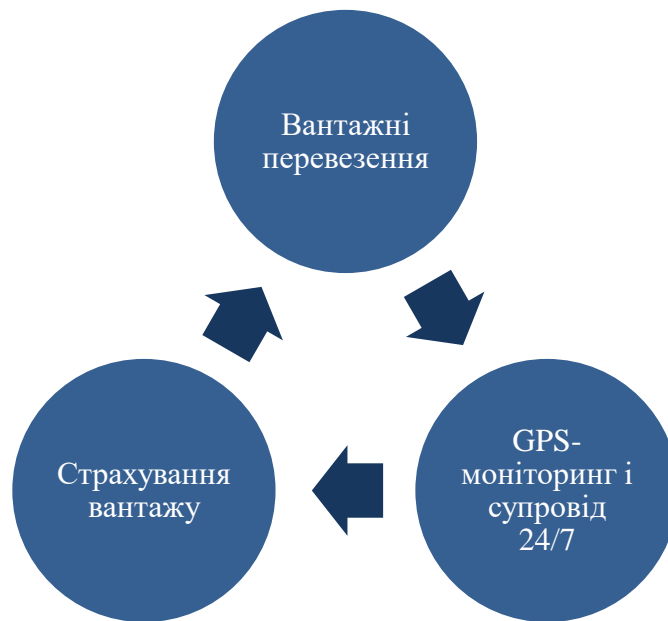 Вантажні
перевезення
GPS-
моніторинг і
супровід
24/7
Страхування
вантажу